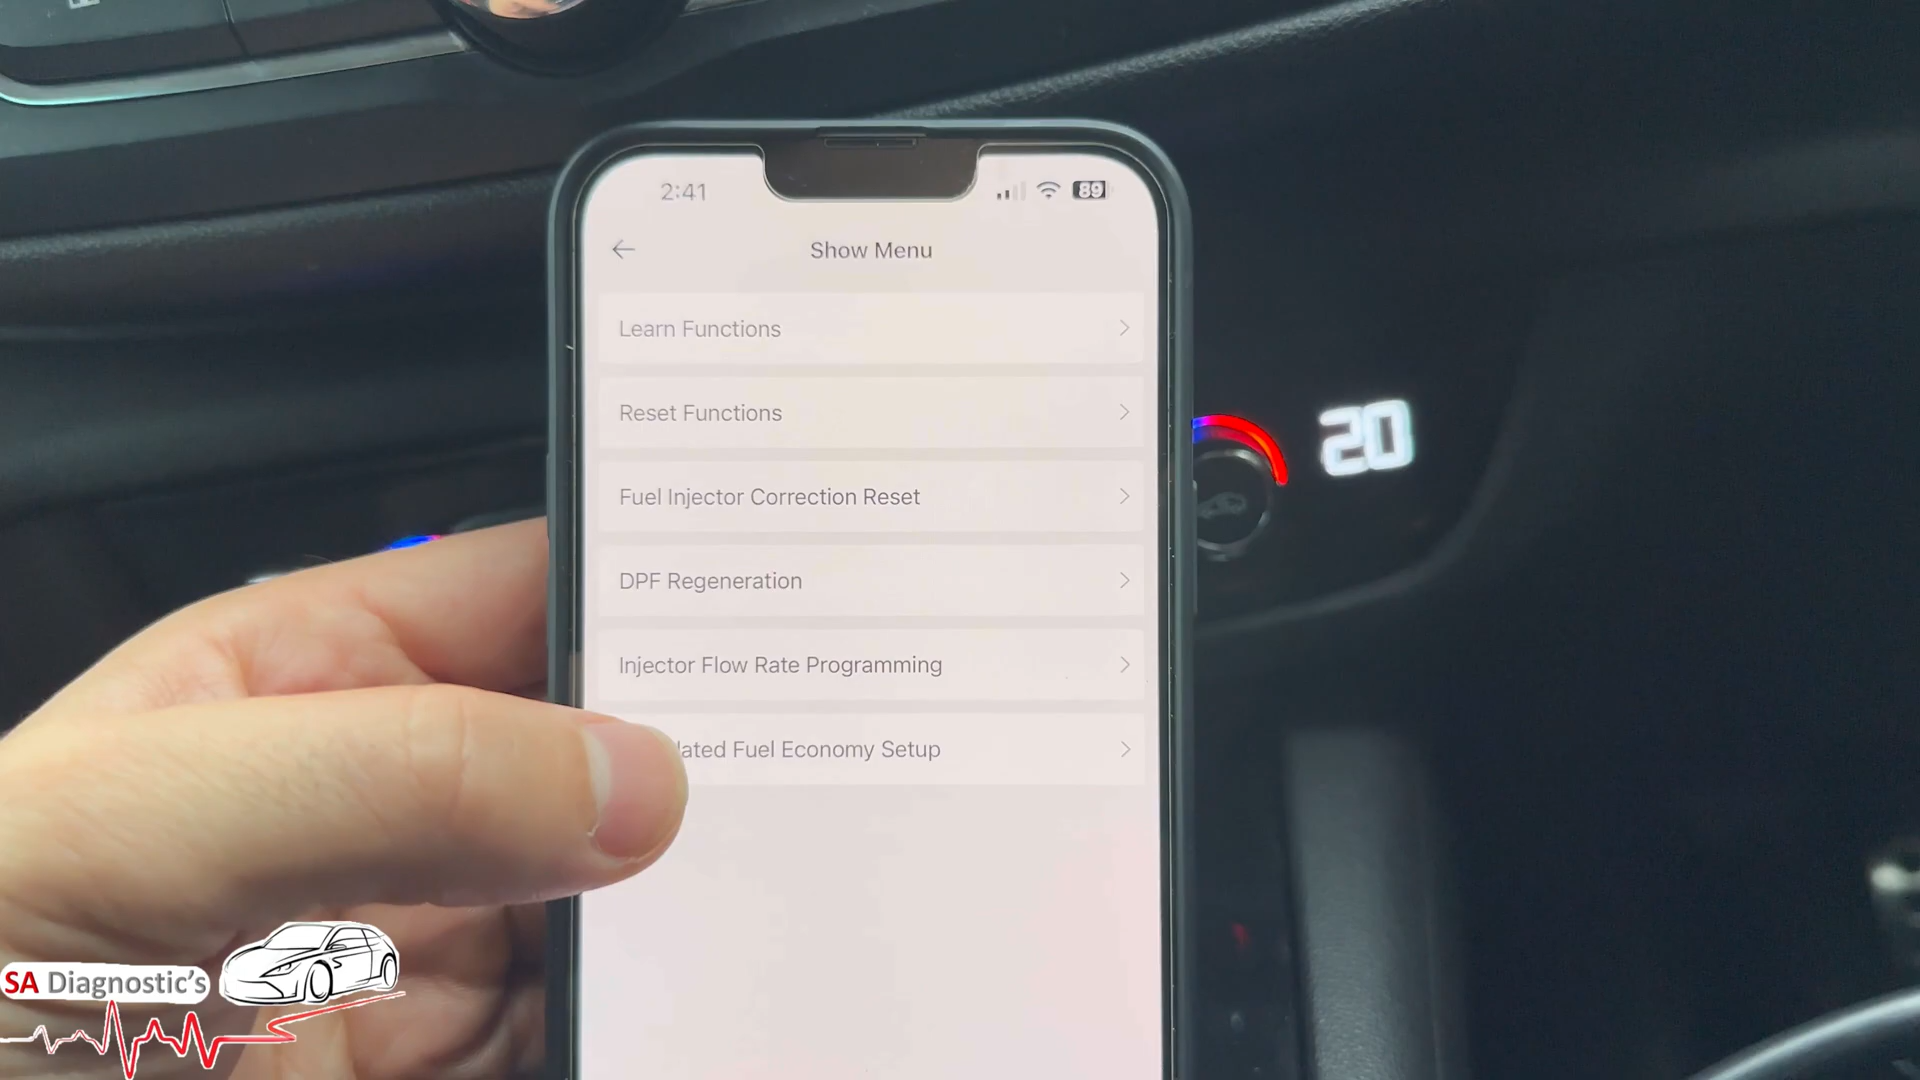 2:41
89
Show Menu
Learn Functions
Reset Functions
Fuel Injector Correction Reset
DPF Regeneration
Injector Flow Rate Programming
lated Fuel Economy Setup
20
SA Diagnostic's